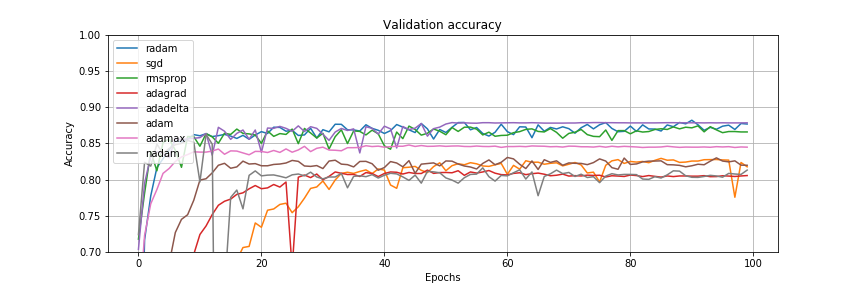 Validation accuracy
1.00
0.95
0.90
0.85
0.80
0.75
0.70
Accuracy
radam
sgd
rmsprop
adagrad
adadelta
adam
adamax
nadam
0 20 40 60 80 100
Epochs